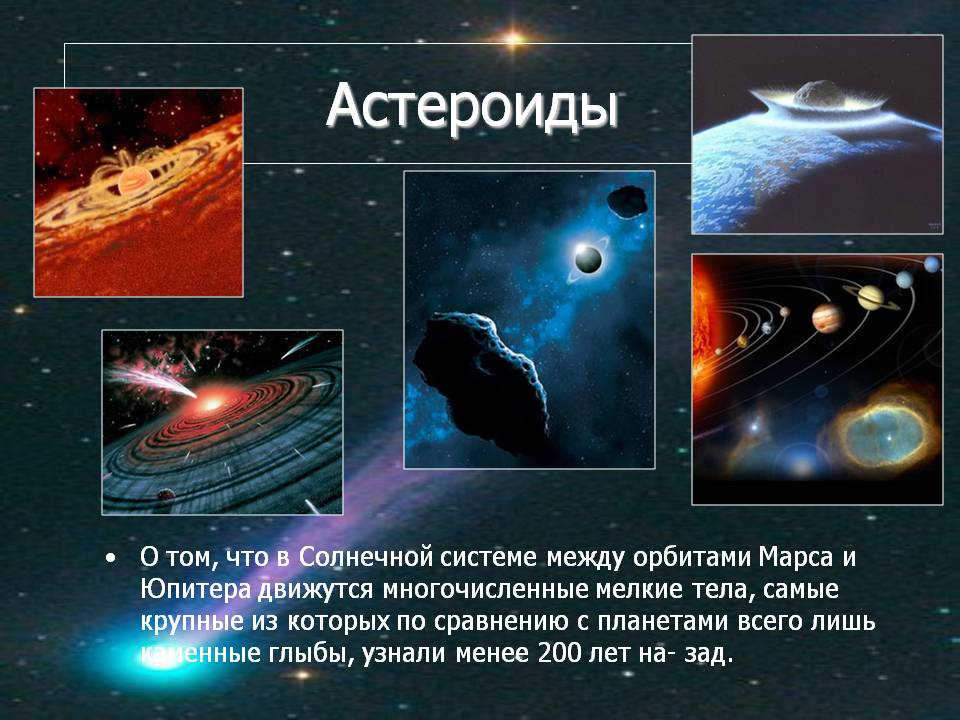 Астероиды
• О том, что в Солнечной системе между орбитами Марса и
Юпитера движутся многочисленные мелкие тела, самые
крупные из которых по сравнению с планетами всего лишь
каменные глыбы, узнали менее 200 лет на- зад.